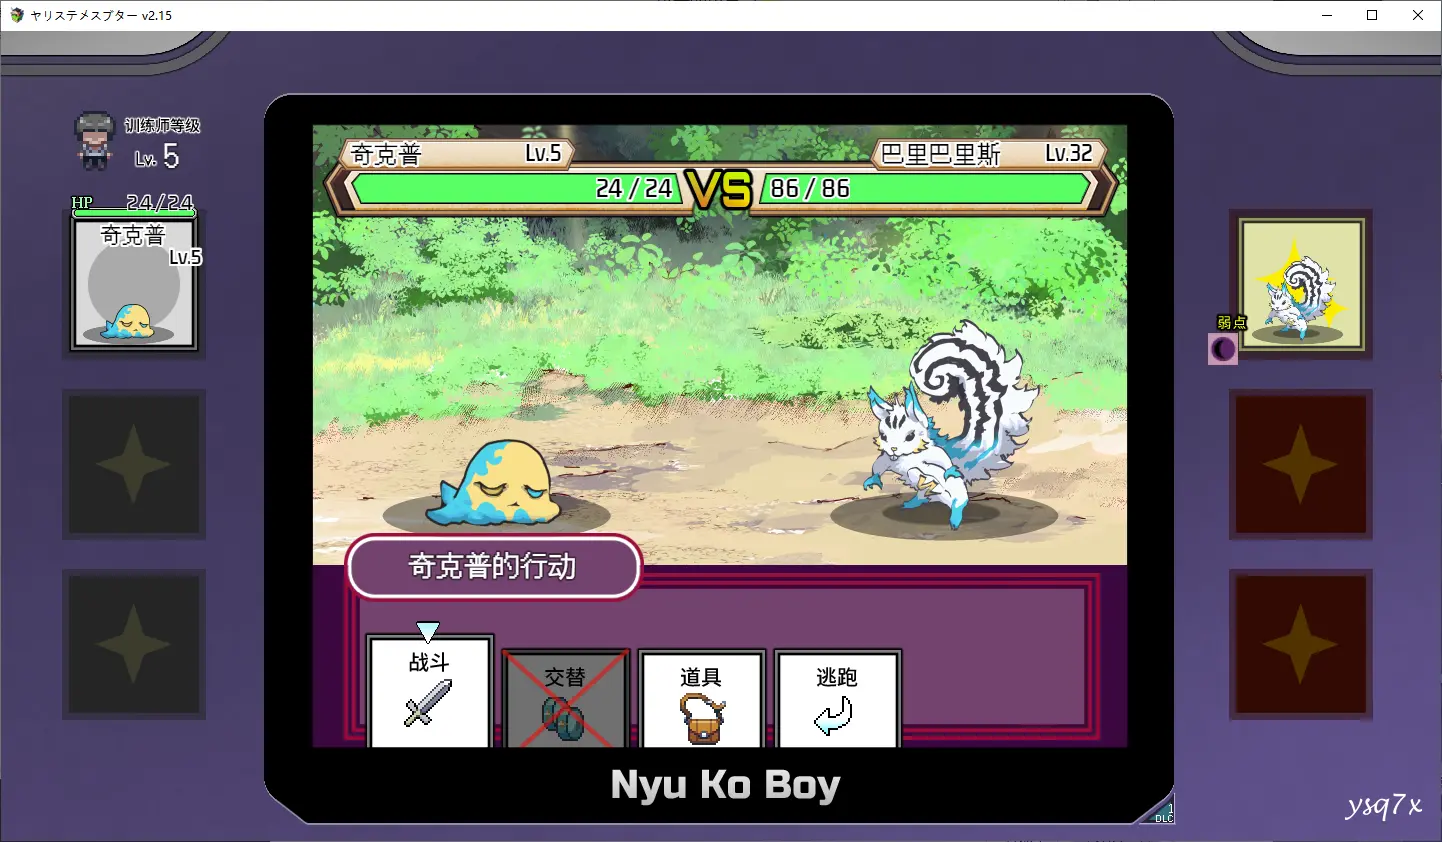 ヤリステメスブター v2.15
训练师等级
Lv. 5
HP 24/24
奇克普
Lv.5
奇克普 Lv.5
24 / 24
VS
巴里巴里斯 Lv.32
86 / 86
弱点
奇克普的行动
战斗
交替
道具
逃跑
Nyu Ko Boy
1
DLC
ysq7x